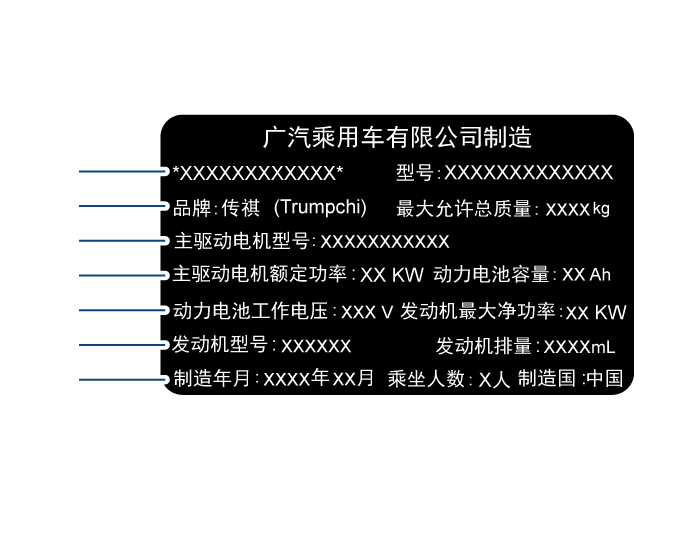 广汽乘用车有限公司制造
*XXXXXXXXXXXX* 型号:XXXXXXXXXXXXX
品牌:传祺 (Trumpchi) 最大允许总质量: XXXXkg
主驱动电机型号:XXXXXXXXXXX
主驱动电机额定功率:XX KW 动力电池容量:XX Ah
动力电池工作电压:XXX V 发动机最大净功率:XX KW
发动机型号:XXXXXX 发动机排量:XXXXmL
制造年月:XXXX年XX月 乘坐人数:X人 制造国:中国